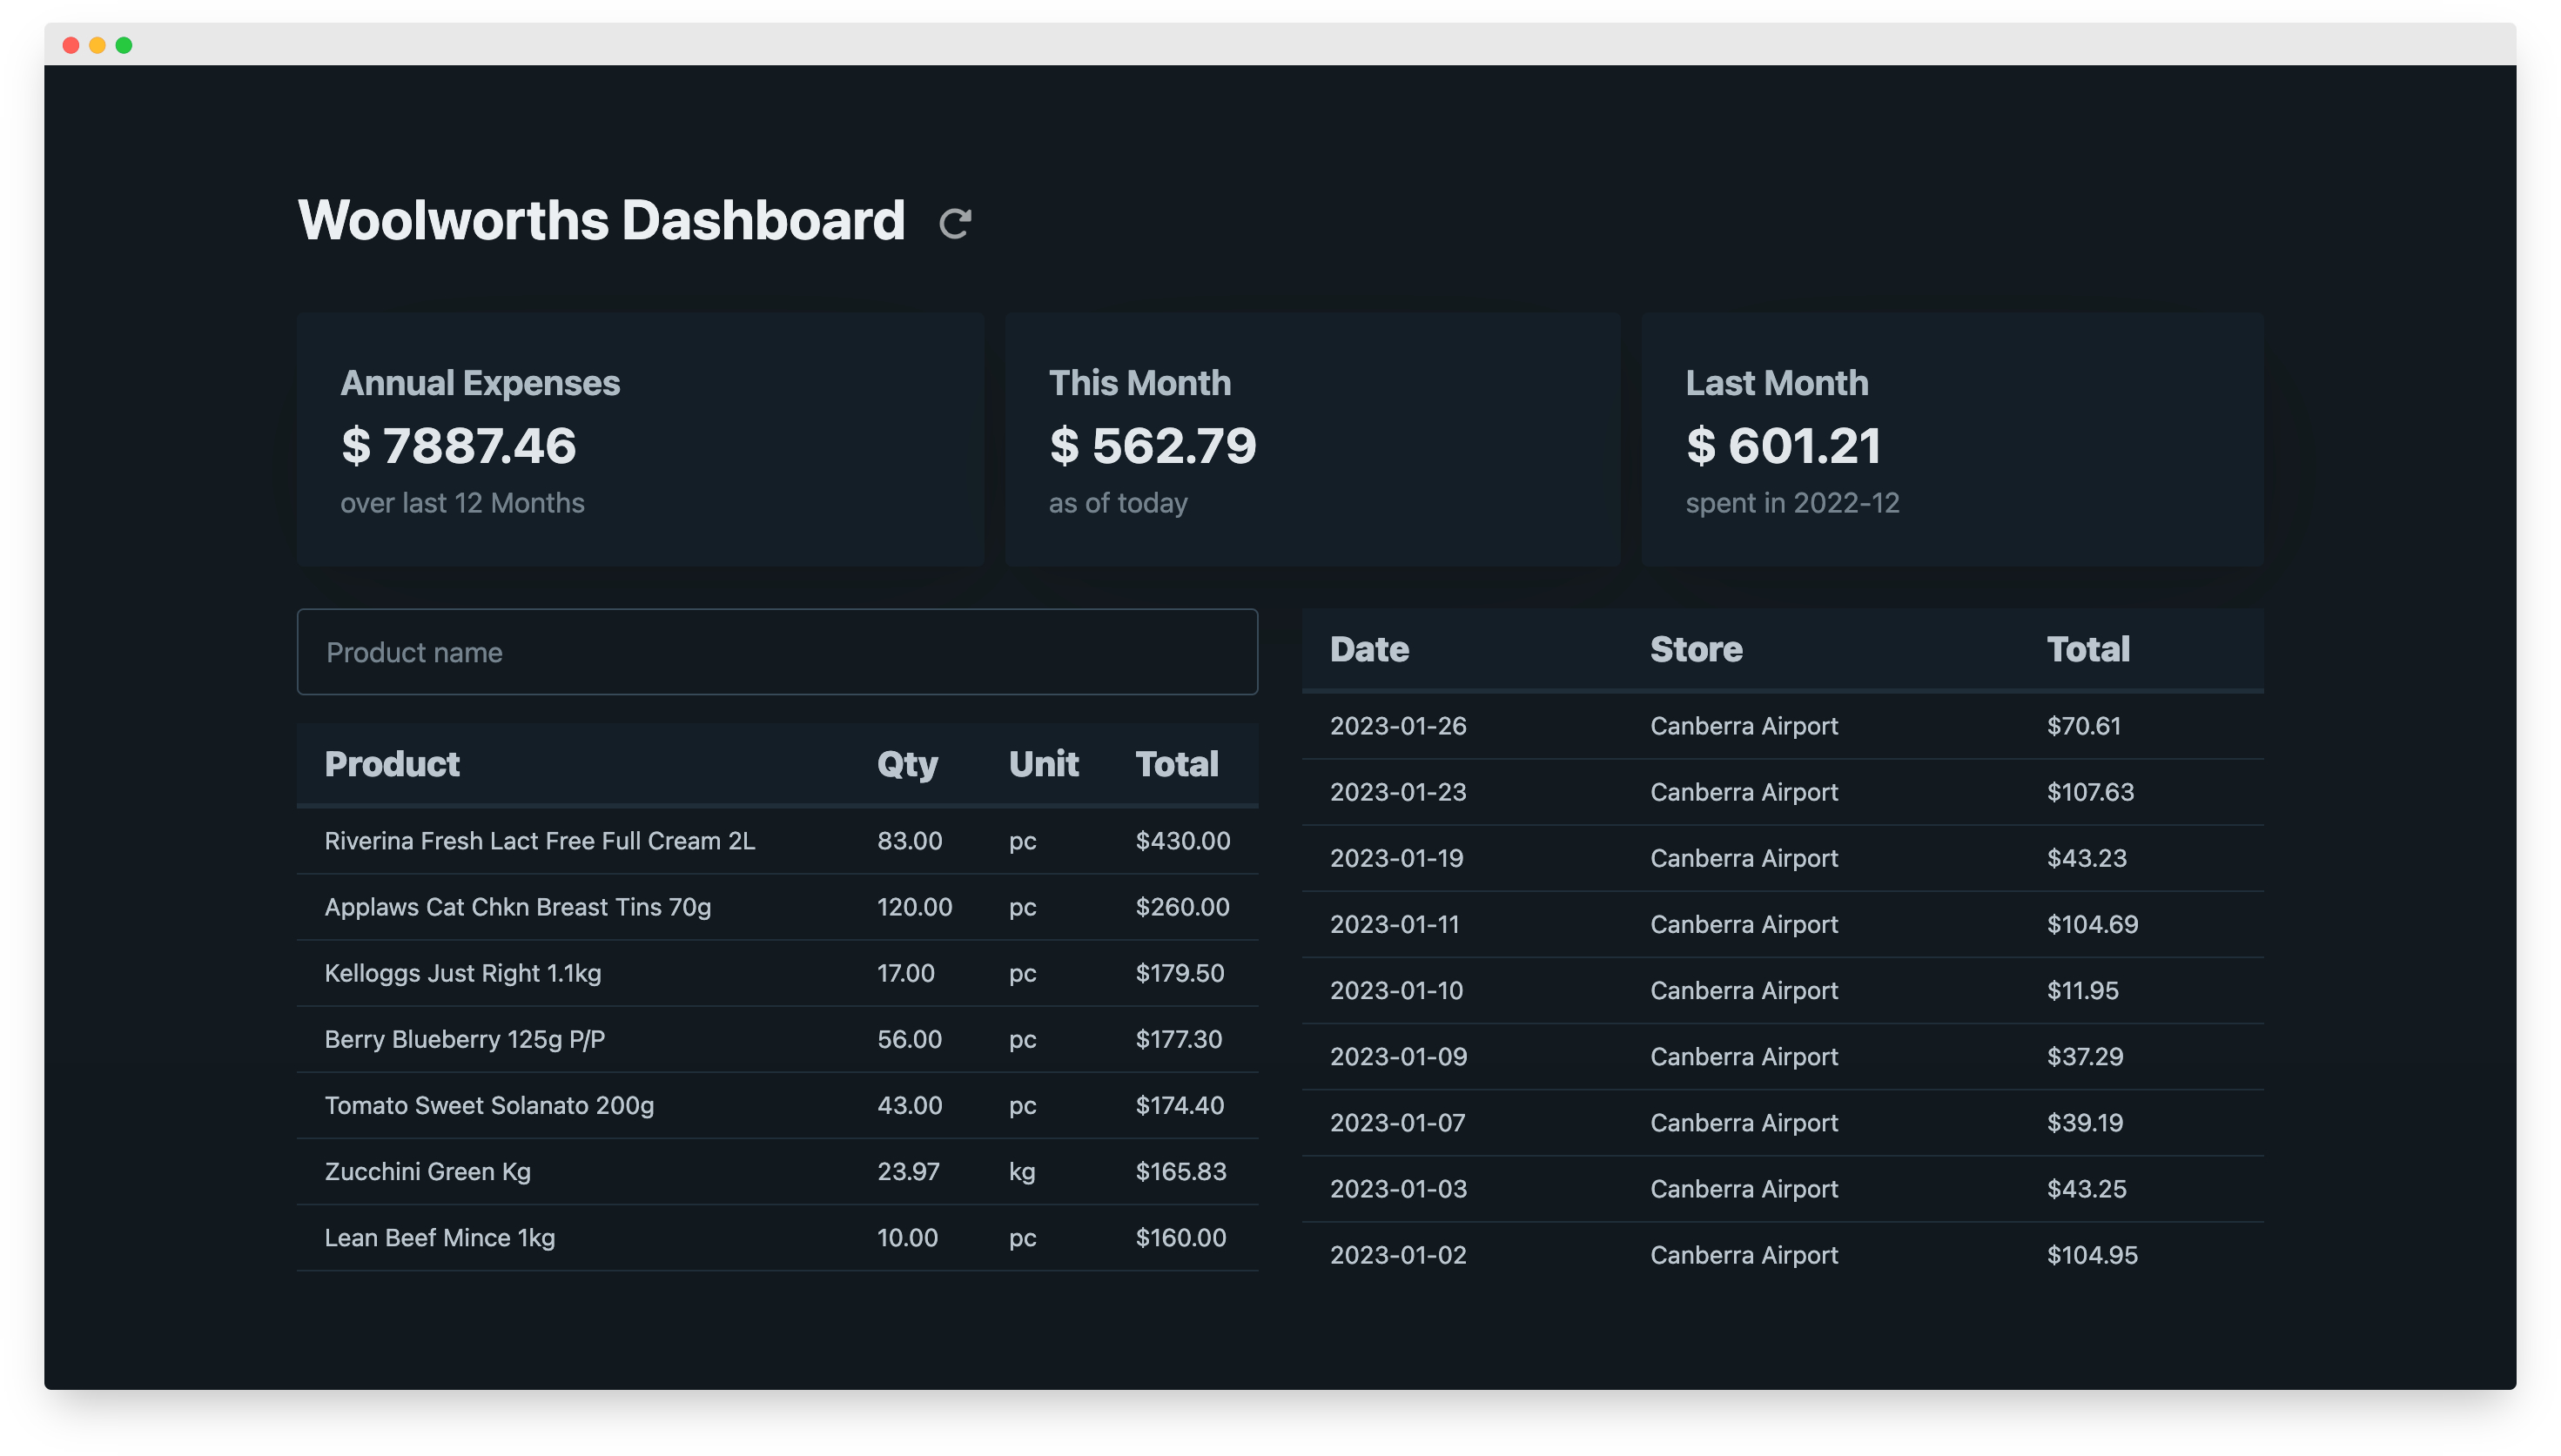 Woolworths Dashboard
Annual Expenses
$ 7887.46
over last 12 Months
This Month
$ 562.79
as of today
Last Month
$ 601.21
spent in 2022-12
Product name
Product Qty Unit Total
Riverina Fresh Lact Free Full Cream 2L 83.00 pc $430.00
Applaws Cat Chkn Breast Tins 70g 120.00 pc $260.00
Kelloggs Just Right 1.1kg 17.00 pc $179.50
Berry Blueberry 125g P/P 56.00 pc $177.30
Tomato Sweet Solanato 200g 43.00 pc $174.40
Zucchini Green Kg 23.97 kg $165.83
Lean Beef Mince 1kg 10.00 pc $160.00
Date Store Total
2023-01-26 Canberra Airport $70.61
2023-01-23 Canberra Airport $107.63
2023-01-19 Canberra Airport $43.23
2023-01-11 Canberra Airport $104.69
2023-01-10 Canberra Airport $11.95
2023-01-09 Canberra Airport $37.29
2023-01-07 Canberra Airport $39.19
2023-01-03 Canberra Airport $43.25
2023-01-02 Canberra Airport $104.95